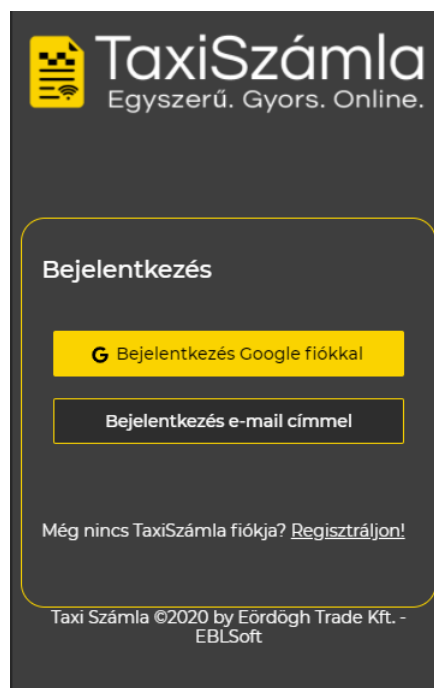 TaxiSzámla
Egyszerű. Gyors. Online.
Bejelentkezés
G Bejelentkezés Google fiókkal
Bejelentkezés e-mail címmel
Még nincs TaxiSzámla fiókja? Regisztráljon!
Taxi Számla ©2020 by Eördögh Trade Kft. -
EBLSoft